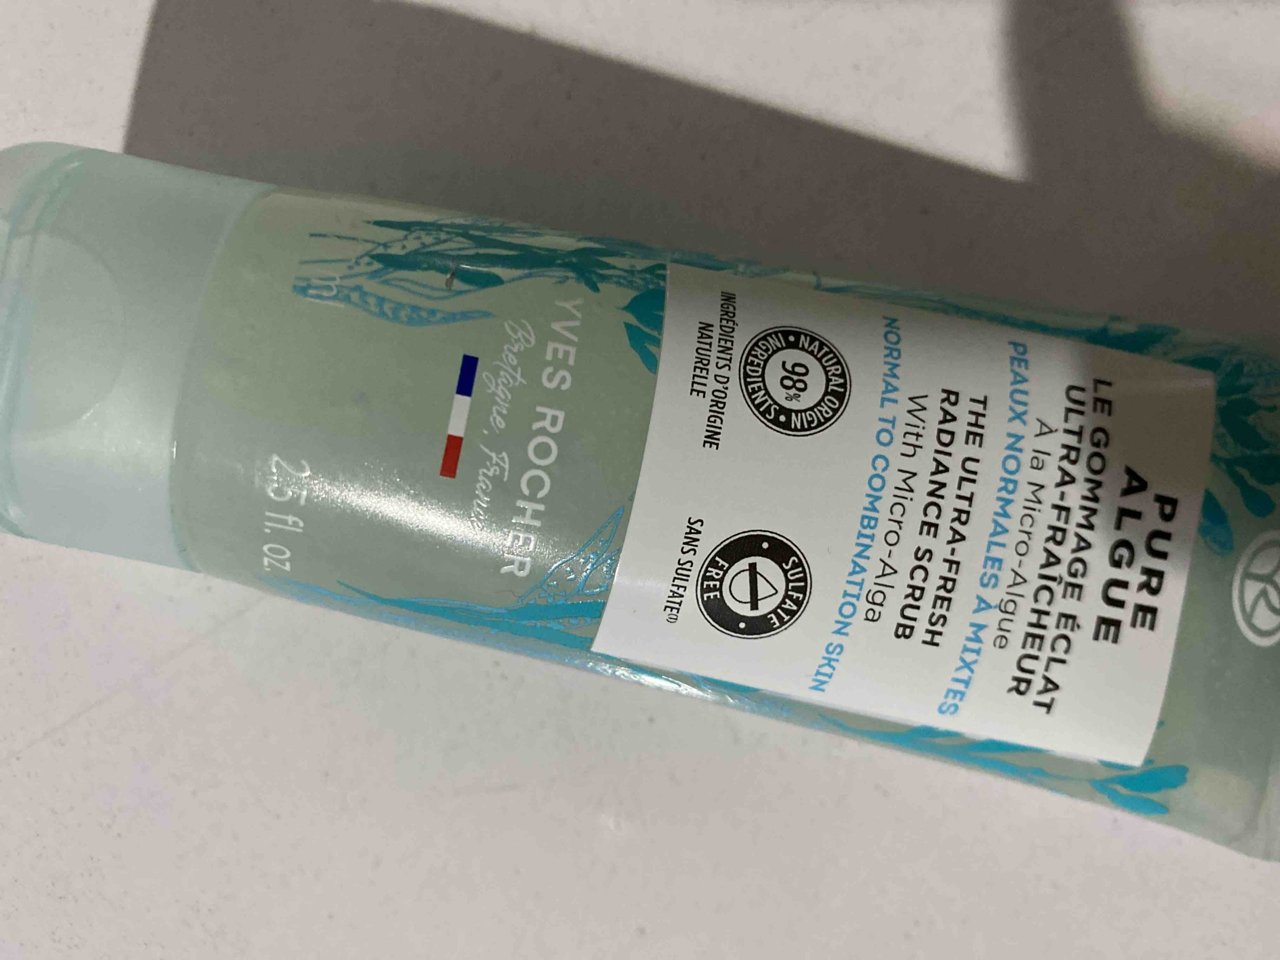 PURE
ALGUE
LE GOMMAGE ÉCLAT
ULTRA-FRAÎCHEUR
À la Micro-Algue
PEAUX NORMALES À MIXTES
THE ULTRA-FRESH
RADIANCE SCRUB
With Micro-Alga
NORMAL TO COMBINATION SKIN
NATURAL ORIGIN
98%
• INGREDIENTS •
INGRÉDIENTS D'ORIGINE
NATURELLE
SULFATE
• FREE •
SANS SULFATE(1)
YVES ROCHER
Bretagne, France
2.5 fl. oz